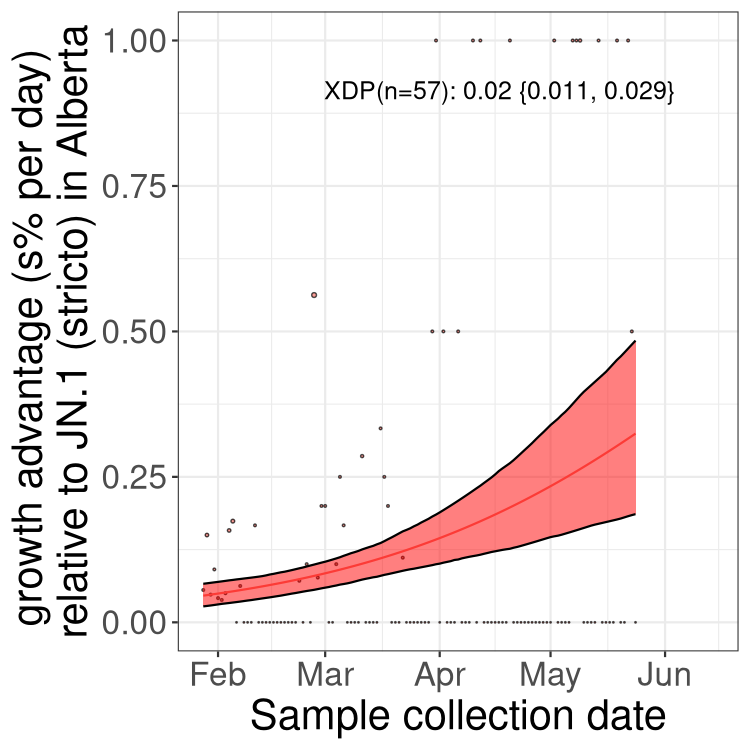 growth advantage (s% per day)
relative to JN.1 (stricto) in Alberta
1.00
0.75
0.50
0.25
0.00
XDP(n=57): 0.02 {0.011, 0.029}
Feb Mar Apr May Jun
Sample collection date